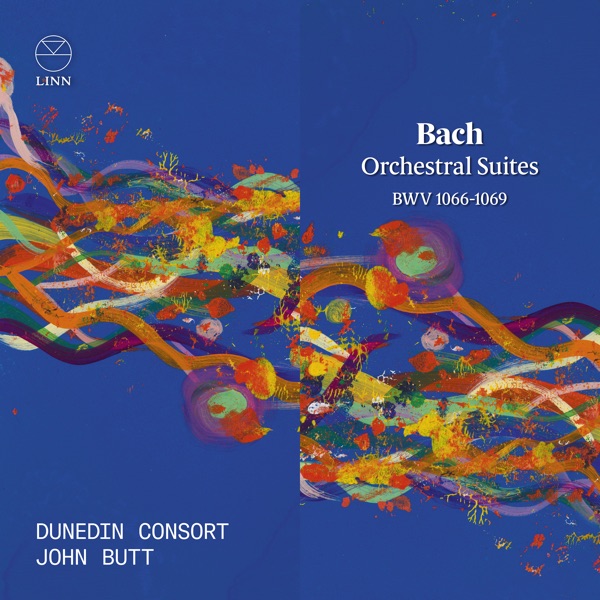 LINN
Bach
Orchestral Suites
BWV 1066-1069
DUNEDIN CONSORT
JOHN BUTT